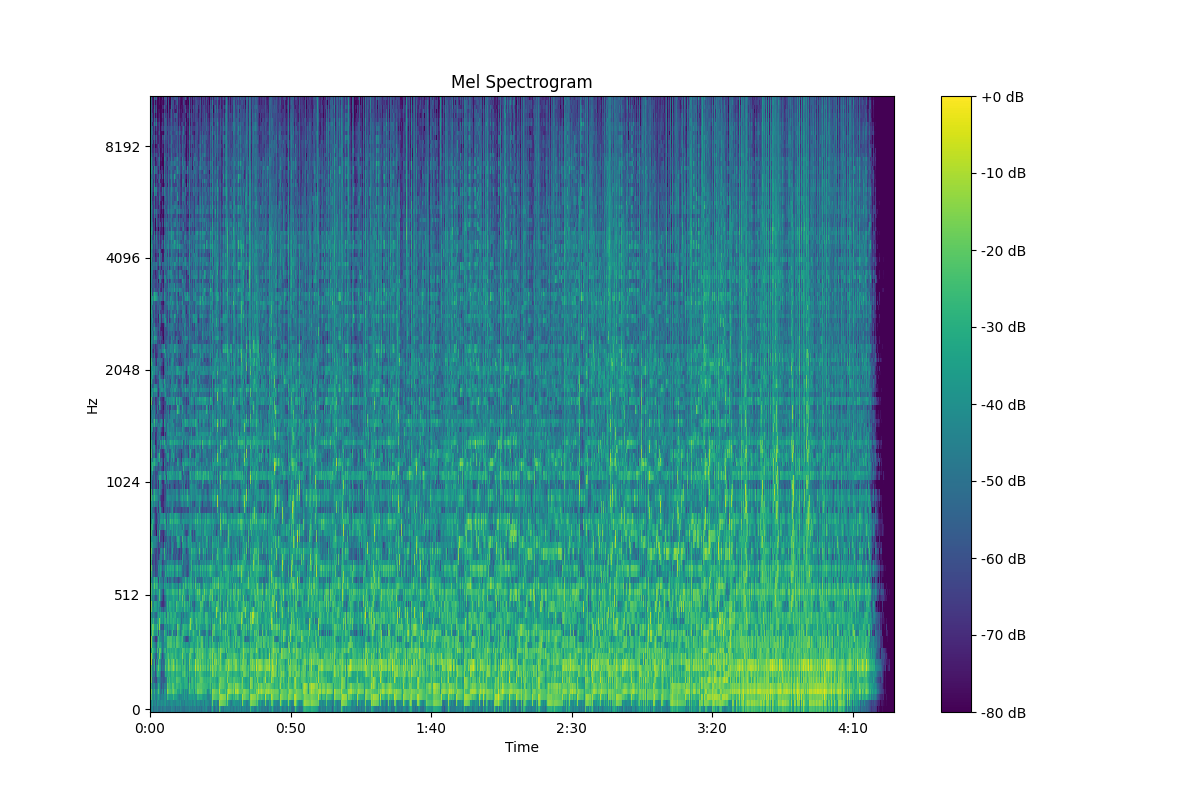 Mel Spectrogram
8192
4096
2048
1024
512
0
Hz
0:00 0:50 1:40 2:30 3:20 4:10
Time
+0 dB
-10 dB
-20 dB
-30 dB
-40 dB
-50 dB
-60 dB
-70 dB
-80 dB